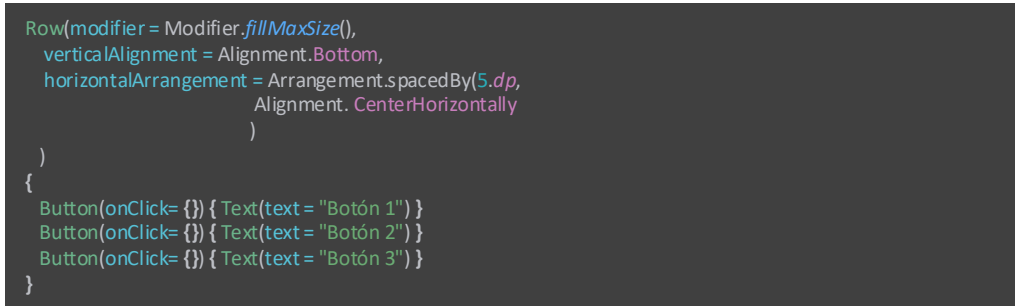 Row(modifier = Modifier.fillMaxSize(),
verticalAlignment = Alignment.Bottom,
horizontalArrangement = Arrangement.spacedBy(5.dp,
Alignment. CenterHorizontally
)
)
{
Button(onClick= {}) { Text(text = "Botón 1") }
Button(onClick= {}) { Text(text = "Botón 2") }
Button(onClick= {}) { Text(text = "Botón 3") }
}